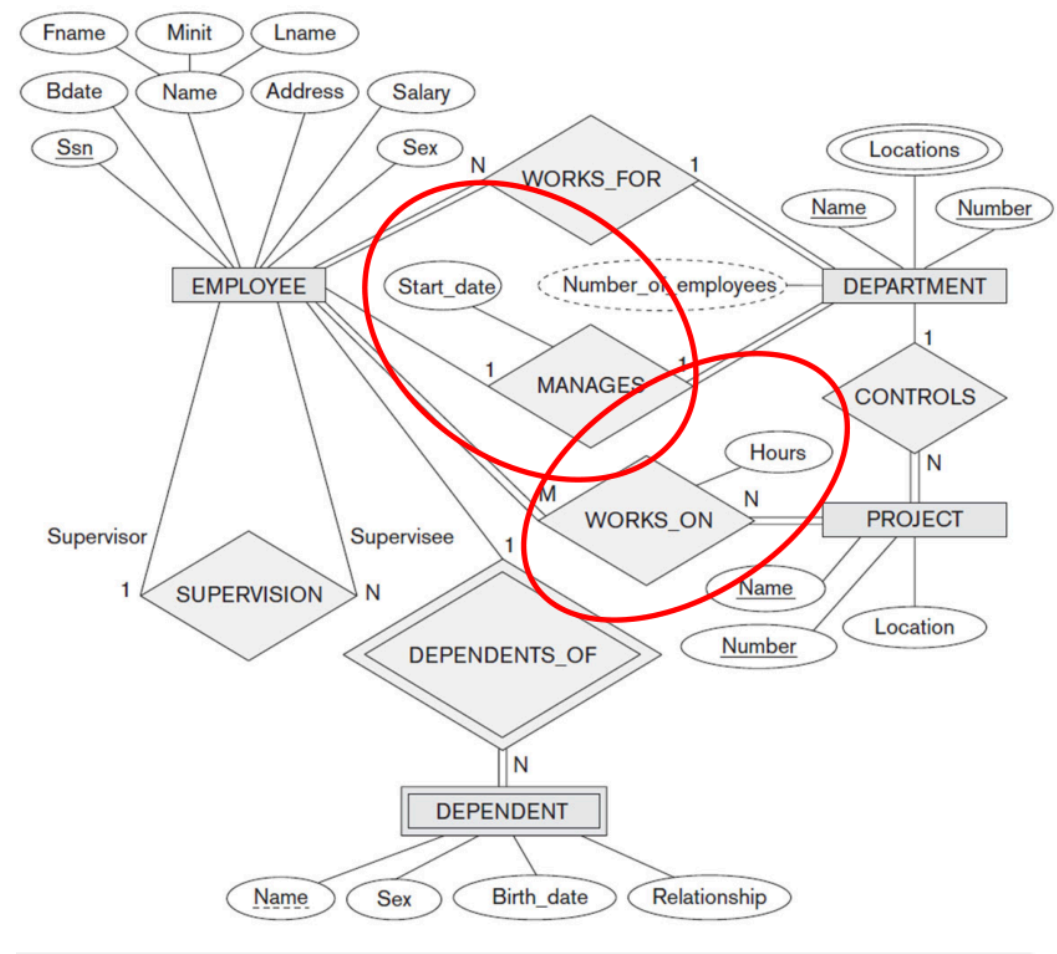 Fname Minit Lname
Bdate Name Address Salary
Ssn Sex
N WORKS_FOR 1
Locations
Name Number
EMPLOYEE Start_date Number_of_employees DEPARTMENT
1 MANAGES 1
1
CONTROLS
N
Hours
M WORKS_ON N PROJECT
Supervisor Supervisee 1
1 SUPERVISION N
Name
Location
Number
DEPENDENTS_OF
N
DEPENDENT
Name Sex Birth_date Relationship